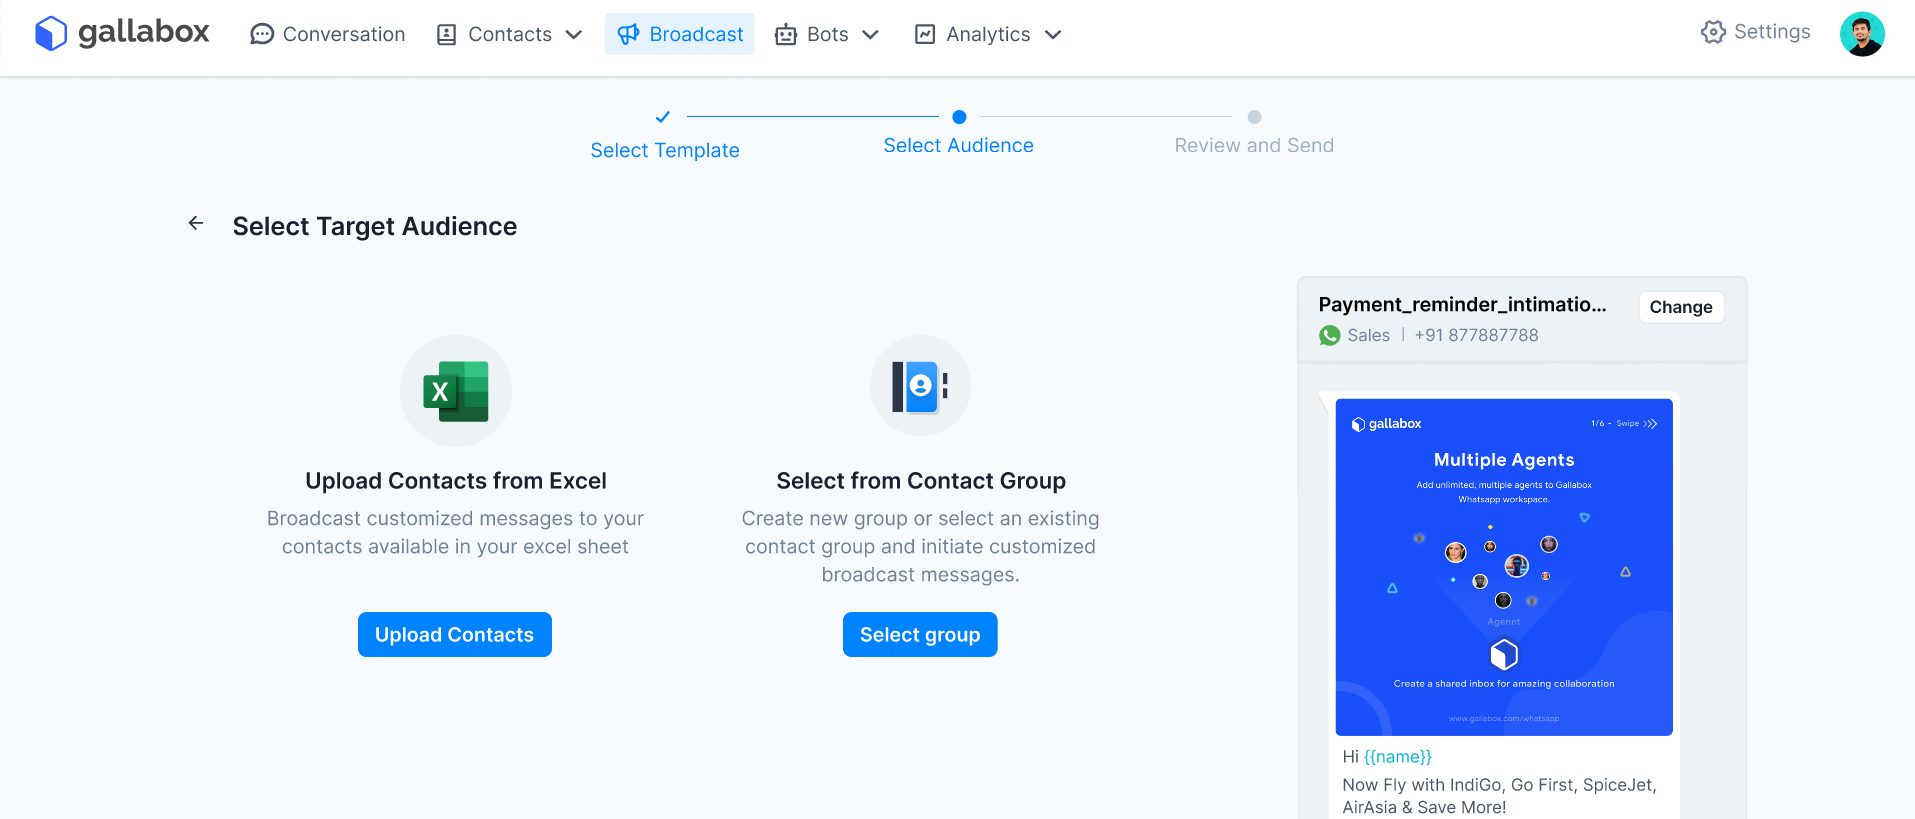 gallabox
Conversation
Contacts
Broadcast
Bots
Analytics
Settings
Select Template
Select Audience
Review and Send
Select Target Audience
X
Upload Contacts from Excel
Broadcast customized messages to your
contacts available in your excel sheet
Upload Contacts
Select from Contact Group
Create new group or select an existing
contact group and initiate customized
broadcast messages.
Select group
Payment_reminder_intimatio...
Change
Sales | +91 877887788
gallabox
1/6 - Swipe
Multiple Agents
Add unlimited, multiple agents to Gallabox
Whatsapp workspace.
Agennt
Create a shared inbox for amazing collaboration
www.gallabox.com/whatsapp
Hi {{name}}
Now Fly with IndiGo, Go First, SpiceJet,
AirAsia & Save More!